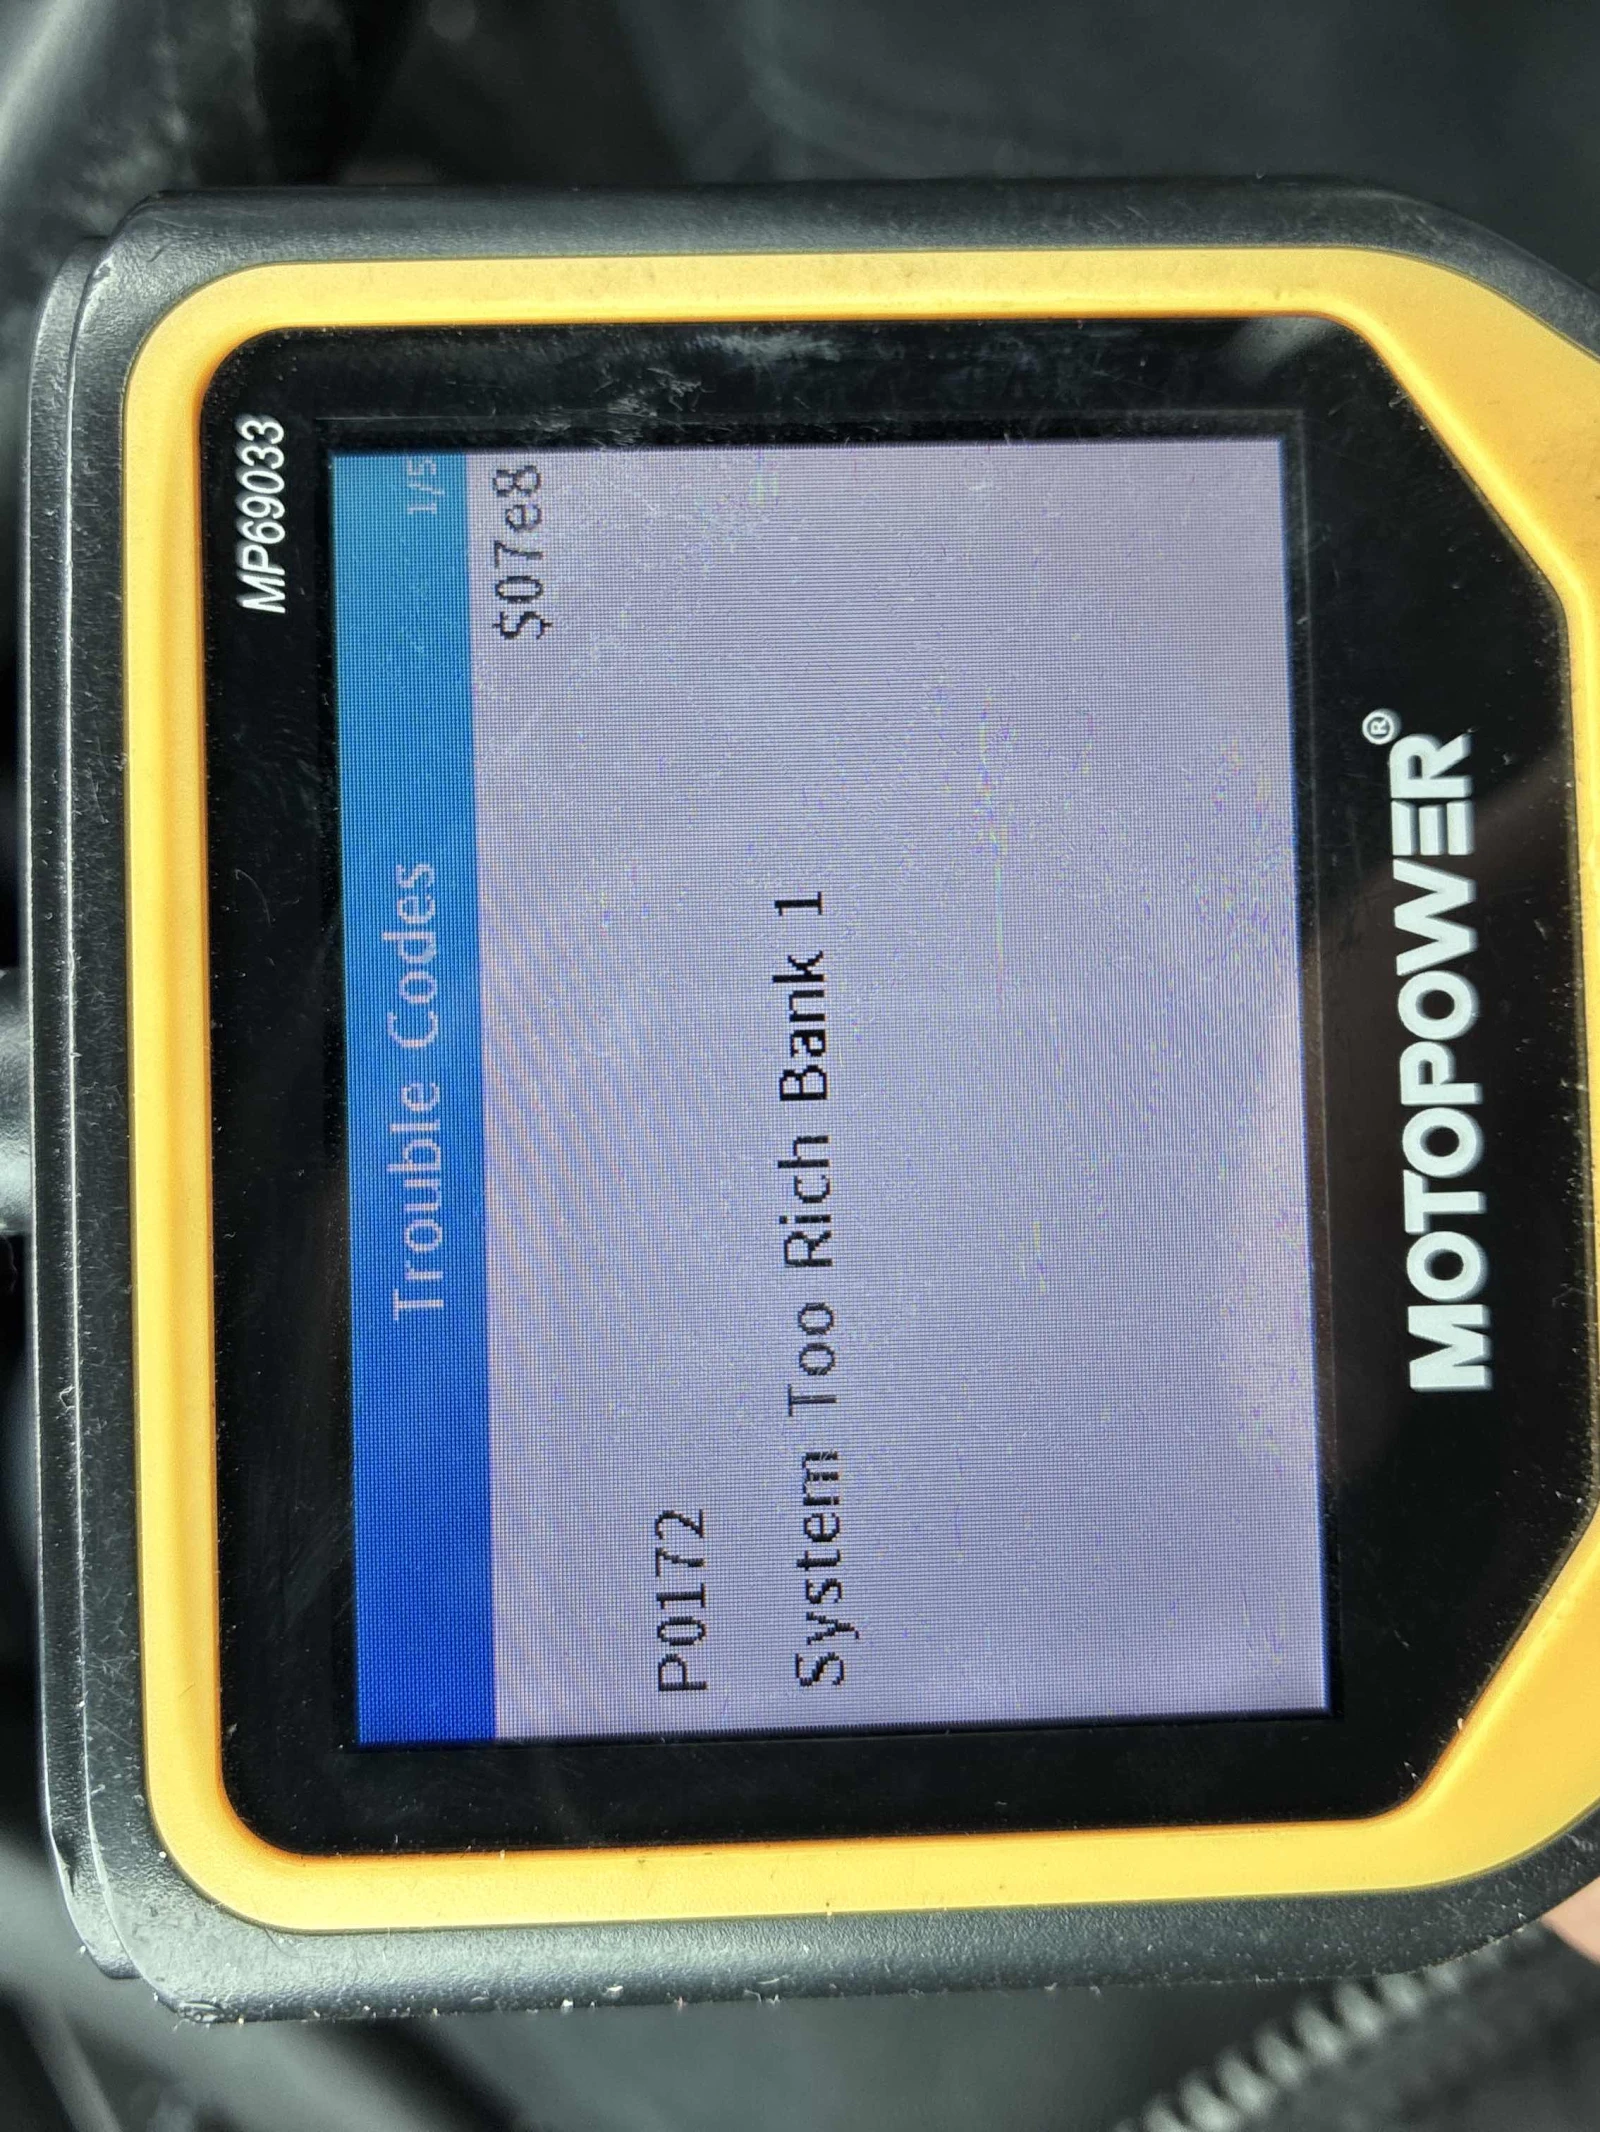 MP69033
Trouble Codes 1/5
$07e8
P0172
System Too Rich Bank 1
MOTOPOWER®